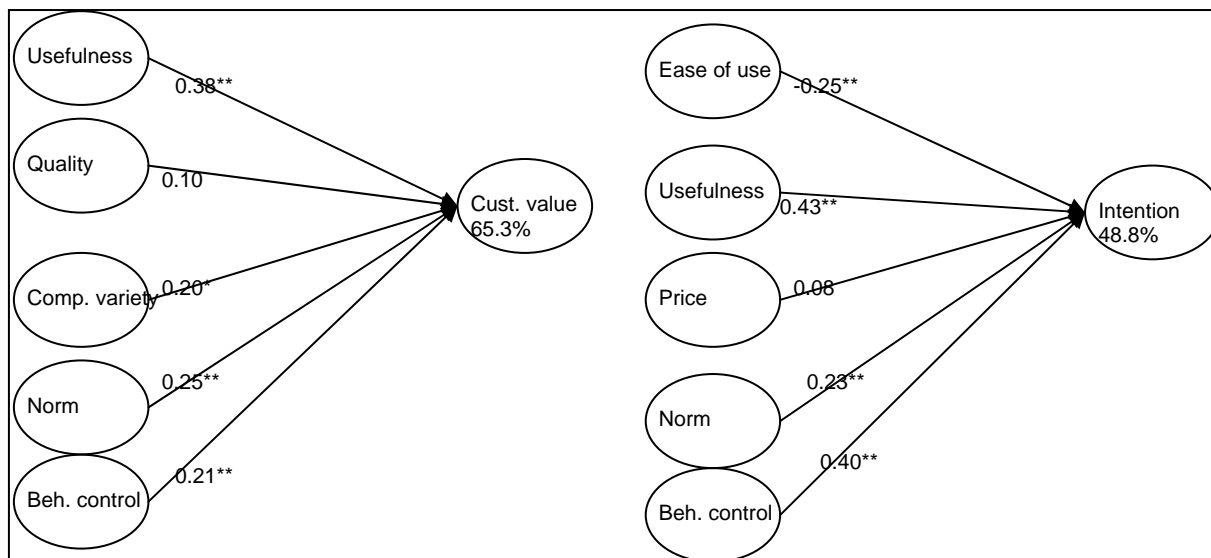 Usefulness
0.38**
Quality
0.10
Cust. value
65.3%
Comp. variety
0.20*
Norm
0.25**
Beh. control
0.21**
Ease of use
-0.25**
Usefulness
0.43**
Intention
48.8%
Price
0.08
Norm
0.23**
Beh. control
0.40**